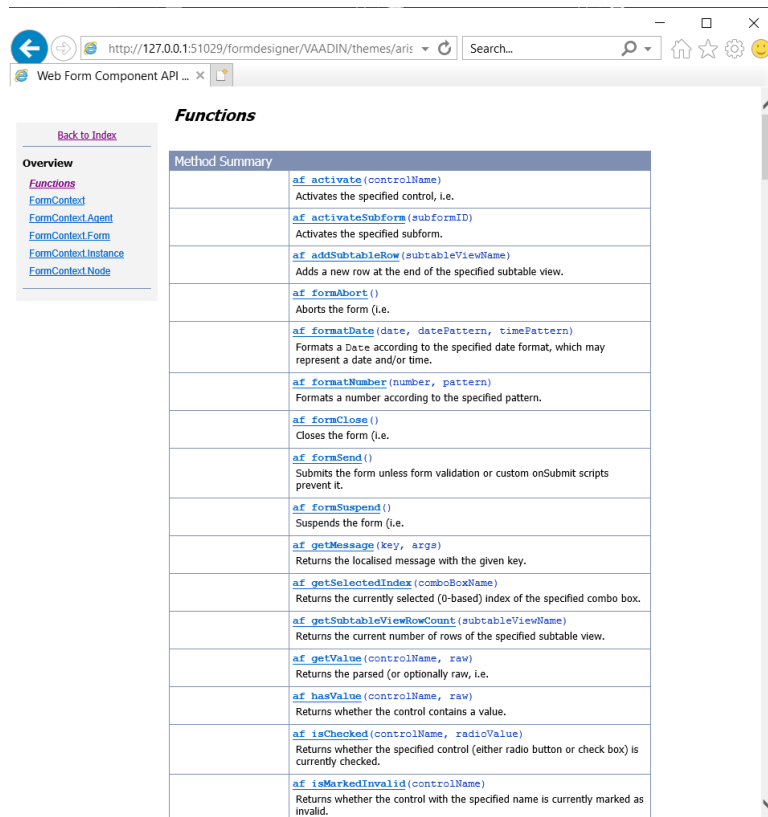 http://127.0.0.1:51029/formdesigner/VAADIN/themes/aris
Search...
Web Form Component API ...
Functions
Back to Index
Overview
Functions
FormContext
FormContext.Agent
FormContext.Form
FormContext.Instance
FormContext.Node
Method Summary
af_activate(controlName)
Activates the specified control, i.e.
af_activateSubform(subformID)
Activates the specified subform.
af_addSubtableRow(subtableViewName)
Adds a new row at the end of the specified subtable view.
af_formAbort()
Aborts the form (i.e.
af_formatDate(date, datePattern, timePattern)
Formats a Date according to the specified date format, which may
represent a date and/or time.
af_formatNumber(number, pattern)
Formats a number according to the specified pattern.
af_formClose()
Closes the form (i.e.
af_formSend()
Submits the form unless form validation or custom onSubmit scripts
prevent it.
af_formSuspend()
Suspends the form (i.e.
af_getMessage(key, args)
Returns the localised message with the given key.
af_getSelectedIndex(comboBoxName)
Returns the currently selected (0-based) index of the specified combo box.
af_getSubtableViewRowCount(subtableViewName)
Returns the current number of rows of the specified subtable view.
af_getValue(controlName, raw)
Returns the parsed (or optionally raw, i.e.
af_hasValue(controlName, raw)
Returns whether the control contains a value.
af_isChecked(controlName, radioValue)
Returns whether the specified control (either radio button or check box) is
currently checked.
af_isMarkedInvalid(controlName)
Returns whether the control with the specified name is currently marked as
invalid.